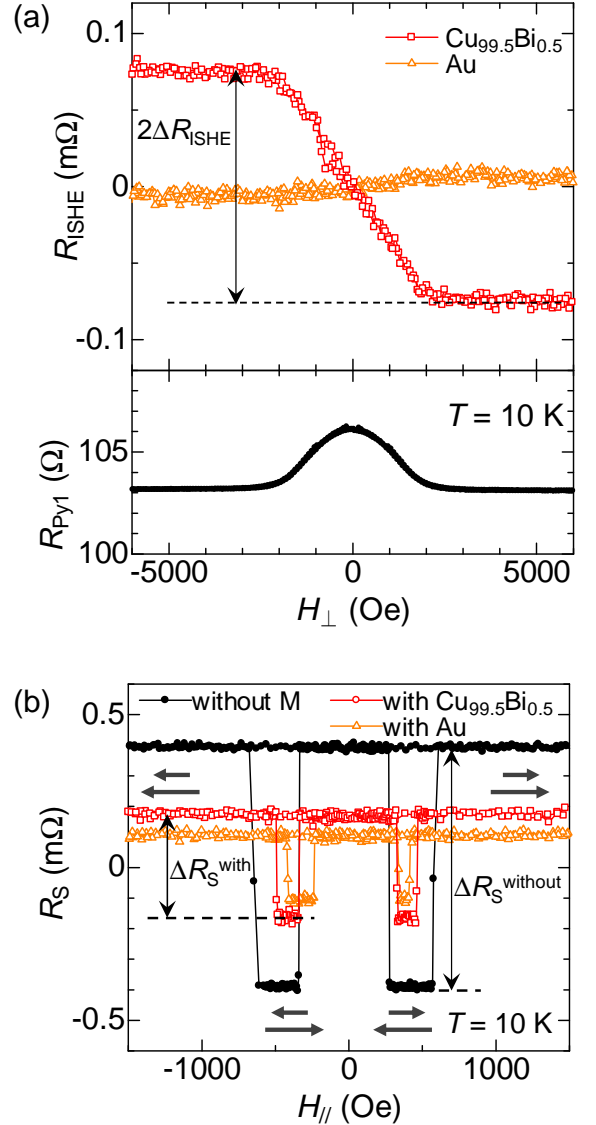 (a)
0.1
Cu99.5Bi0.5
Au
2ΔRISHE
RISHE (mΩ)
0
-0.1
T = 10 K
105
RPy1 (Ω)
100
-5000 0 5000
H⊥ (Oe)
(b)
without M with Cu99.5Bi0.5
with Au
0.5
RS (mΩ)
ΔRSwith
ΔRSwithout
0
-0.5
T = 10 K
-1000 0 1000
H// (Oe)